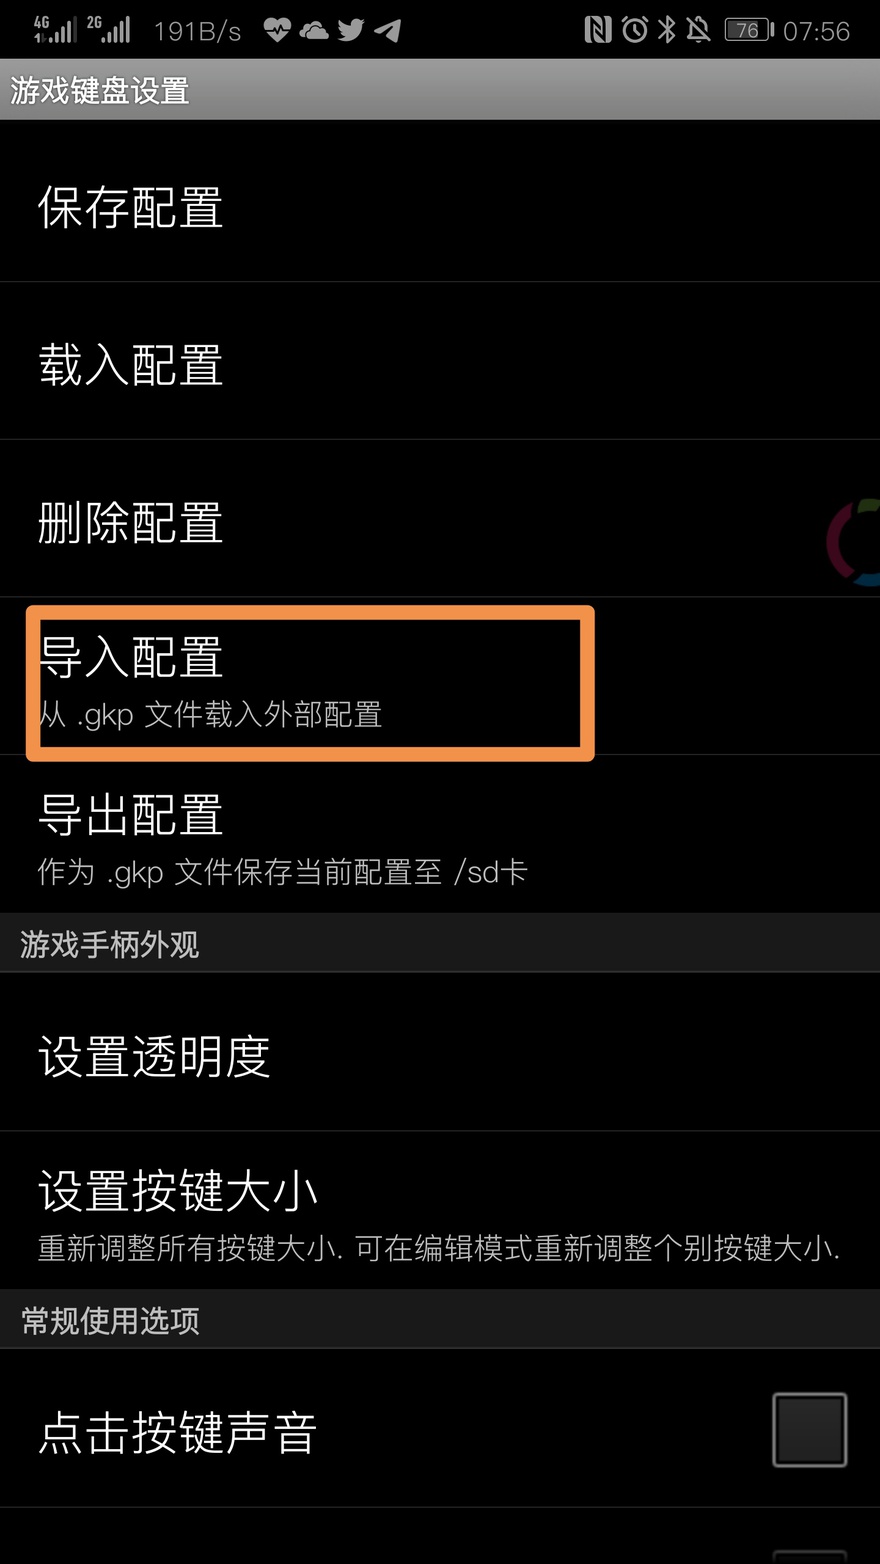 4G 2G 191B/s 76 07:56
游戏键盘设置
保存配置
载入配置
删除配置
导入配置
从 .gkp 文件载入外部配置
导出配置
作为 .gkp 文件保存当前配置至 /sd卡
游戏手柄外观
设置透明度
设置按键大小
重新调整所有按键大小. 可在编辑模式重新调整个别按键大小.
常规使用选项
点击按键声音